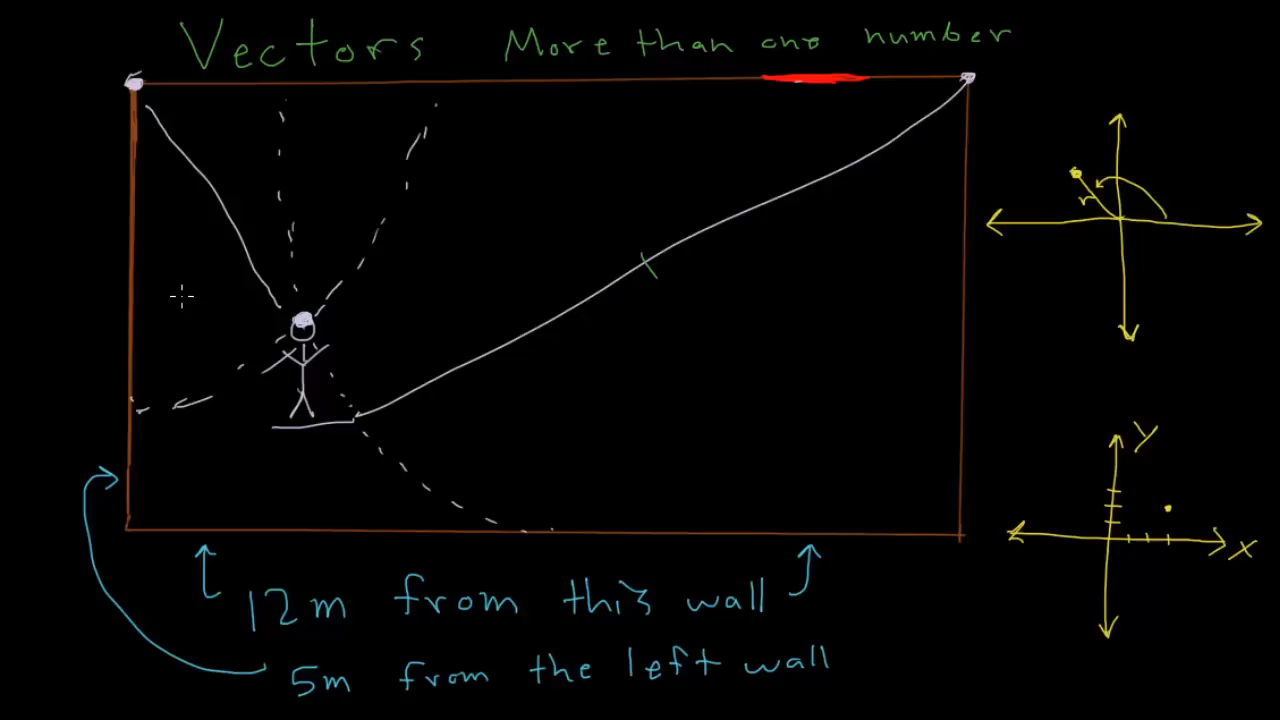 Vectors More than one number
r
Y
X
12m from this wall
5m from the left wall